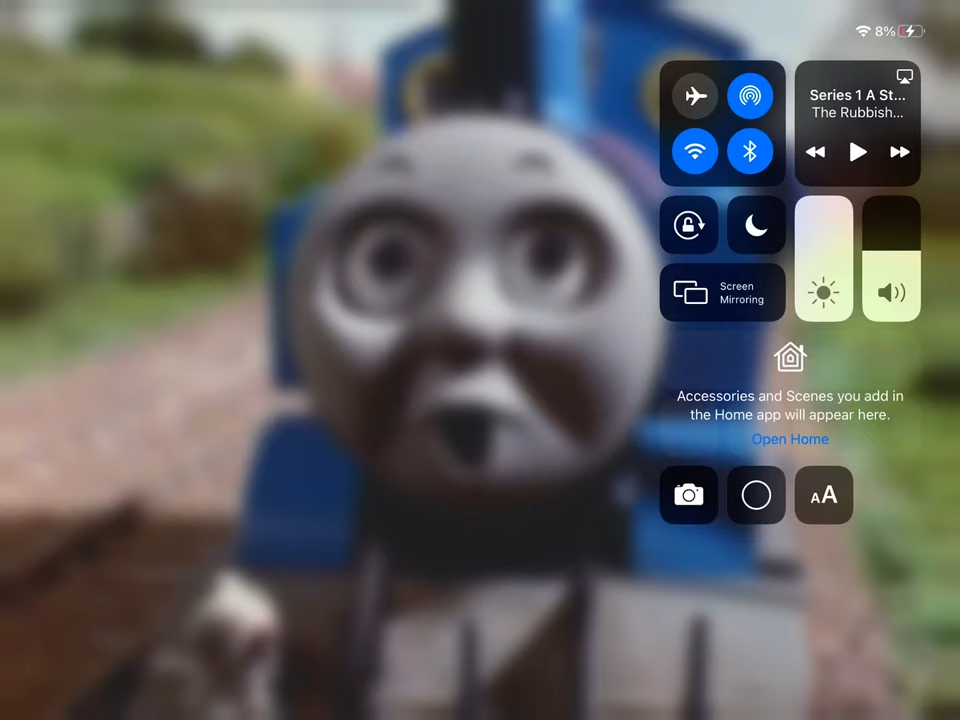 8%
Series 1 A St...
The Rubbish...
Screen
Mirroring
Accessories and Scenes you add in
the Home app will appear here.
Open Home
AA